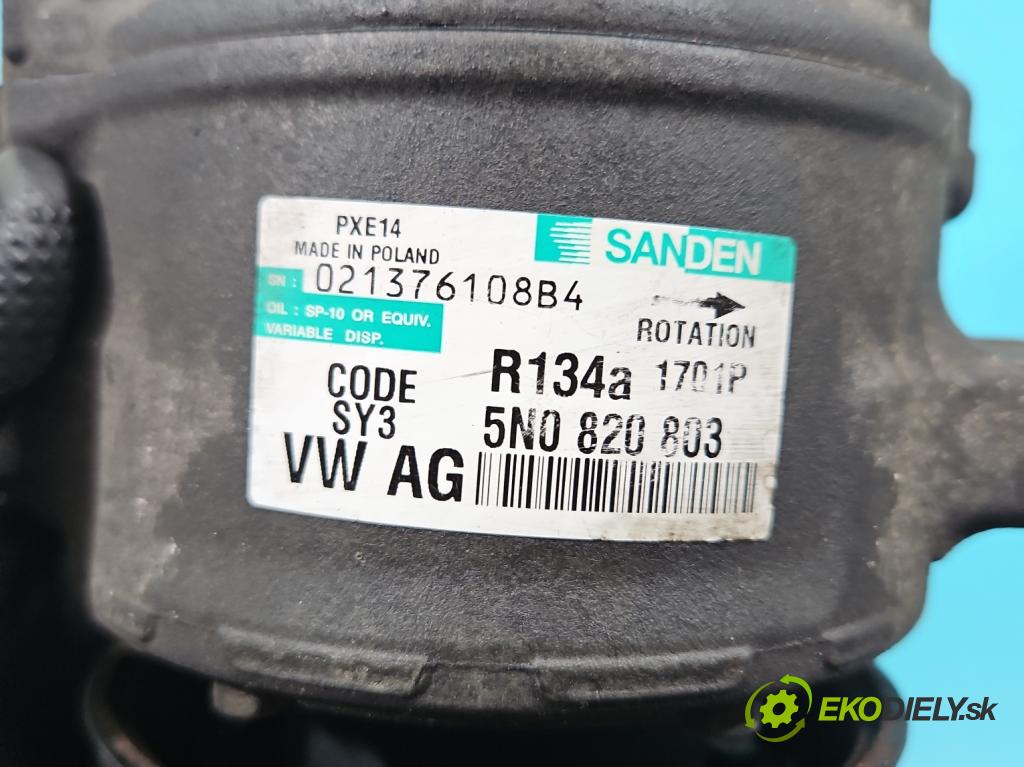 PXE14
MADE IN POLAND
SANDEN
SN : 021376108B4
OIL : SP-10 OR EQUIV.
VARIABLE DISP.
ROTATION
CODE
SY3
R134a 1701P
5N0 820 803
VW AG
EKODIELY.sk